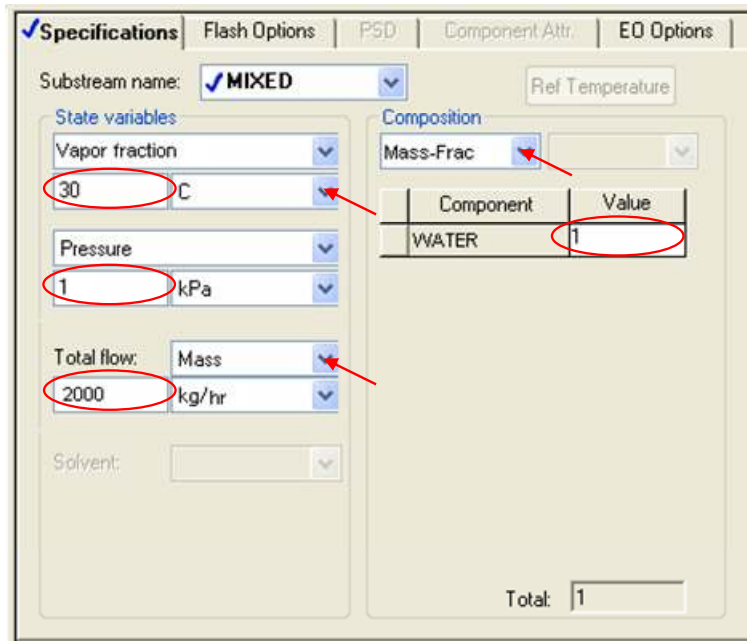 Specifications Flash Options PSD Component Attr. EO Options
Substream name: MIXED Ref Temperature
State variables
Vapor fraction
30 C
Pressure
1 kPa
Total flow: Mass
2000 kg/hr
Solvent:
Composition
Mass-Frac
Component Value
WATER 1
Total: 1